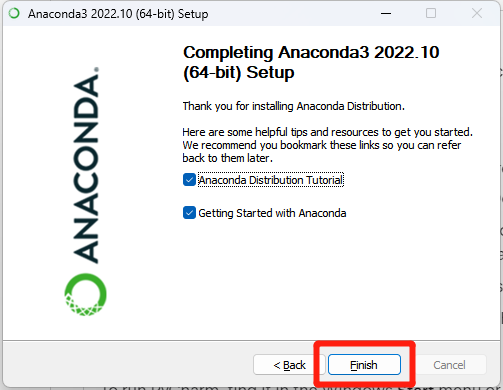 Anaconda3 2022.10 (64-bit) Setup
Completing Anaconda3 2022.10
(64-bit) Setup
Thank you for installing Anaconda Distribution.
Here are some helpful tips and resources to get you started.
We recommend you bookmark these links so you can refer
back to them later.
Anaconda Distribution Tutorial
Getting Started with Anaconda
ANACONDA.
< Back
Finish
Cancel